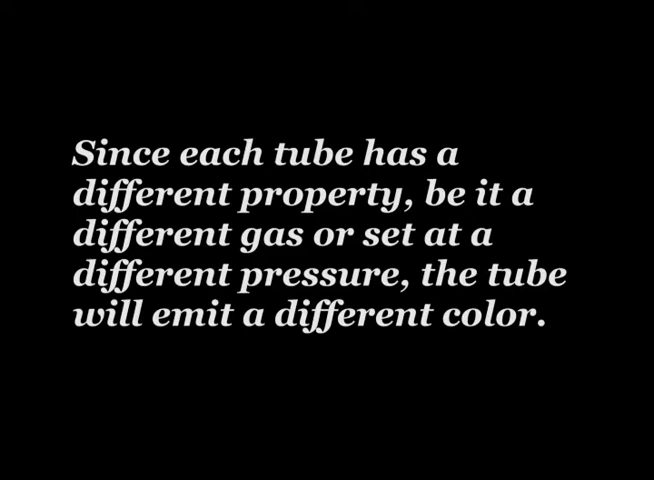 Since each tube has a
different property, be it a
different gas or set at a
different pressure, the tube
will emit a different color.